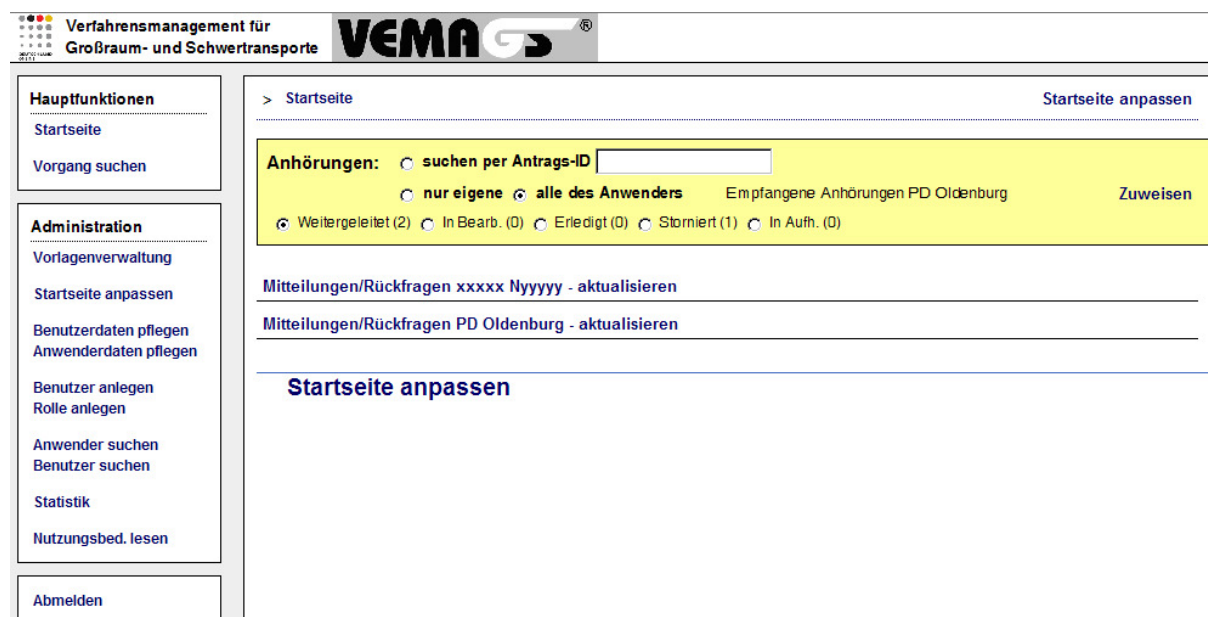 Verfahrensmanagement für
Großraum- und Schwertransporte
VEMAGS ®
Hauptfunktionen
Startseite
Vorgang suchen
Administration
Vorlagenverwaltung
Startseite anpassen
Benutzerdaten pflegen
Anwenderdaten pflegen
Benutzer anlegen
Rolle anlegen
Anwender suchen
Benutzer suchen
Statistik
Nutzungsbed. lesen
Abmelden
> Startseite Startseite anpassen
Anhörungen: suchen per Antrags-ID
nur eigene alle des Anwenders Empfangene Anhörungen PD Oldenburg Zuweisen
Weitergeleitet (2) In Bearb. (0) Erledigt (0) Storniert (1) In Aufh. (0)
Mitteilungen/Rückfragen xxxxx Nyyyyy - aktualisieren
Mitteilungen/Rückfragen PD Oldenburg - aktualisieren
Startseite anpassen